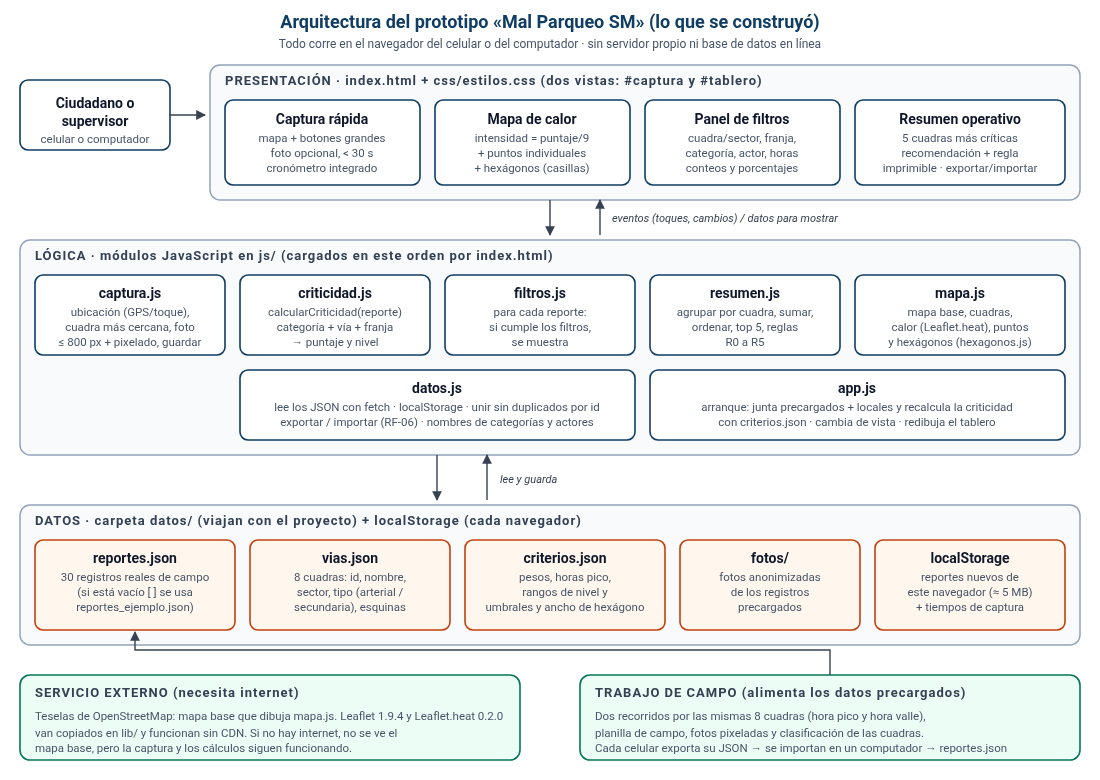 Arquitectura del prototipo «Mal Parqueo SM» (lo que se construyó)
Todo corre en el navegador del celular o del computador · sin servidor propio ni base de datos en línea
Ciudadano o
supervisor
celular o computador
PRESENTACIÓN · index.html + css/estilos.css (dos vistas: #captura y #tablero)
Captura rápida
mapa + botones grandes
foto opcional, < 30 s
cronómetro integrado
Mapa de calor
intensidad = puntaje/9
+ puntos individuales
+ hexágonos (casillas)
Panel de filtros
cuadra/sector, franja,
categoría, actor, horas
conteos y porcentajes
Resumen operativo
5 cuadras más críticas
recomendación + regla
imprimible · exportar/importar
eventos (toques, cambios) / datos para mostrar
LÓGICA · módulos JavaScript en js/ (cargados en este orden por index.html)
captura.js
ubicación (GPS/toque),
cuadra más cercana, foto
≤ 800 px + pixelado, guardar
criticidad.js
calcularCriticidad(reporte)
categoría + vía + franja
→ puntaje y nivel
filtros.js
para cada reporte:
si cumple los filtros,
se muestra
resumen.js
agrupar por cuadra, sumar,
ordenar, top 5, reglas
R0 a R5
mapa.js
mapa base, cuadras,
calor (Leaflet.heat), puntos
y hexágonos (hexagonos.js)
datos.js
lee los JSON con fetch · localStorage · unir sin duplicados por id
exportar / importar (RF-06) · nombres de categorías y actores
app.js
arranque: junta precargados + locales y recalcula la criticidad
con criterios.json · cambia de vista · redibuja el tablero
lee y guarda
DATOS · carpeta datos/ (viajan con el proyecto) + localStorage (cada navegador)
reportes.json
30 registros reales de campo
(si está vacío [ ] se usa
reportes_ejemplo.json)
vias.json
8 cuadras: id, nombre,
sector, tipo (arterial /
secundaria), esquinas
criterios.json
pesos, horas pico,
rangos de nivel y
umbrales y ancho de hexágono
fotos/
fotos anonimizadas
de los registros
precargados
localStorage
reportes nuevos de
este navegador (≈ 5 MB)
+ tiempos de captura
SERVICIO EXTERNO (necesita internet)
Teselas de OpenStreetMap: mapa base que dibuja mapa.js. Leaflet 1.9.4 y Leaflet.heat 0.2.0
van copiados en lib/ y funcionan sin CDN. Si no hay internet, no se ve el
mapa base, pero la captura y los cálculos siguen funcionando.
TRABAJO DE CAMPO (alimenta los datos precargados)
Dos recorridos por las mismas 8 cuadras (hora pico y hora valle),
planilla de campo, fotos pixeladas y clasificación de las cuadras.
Cada celular exporta su JSON → se importan en un computador → reportes.json